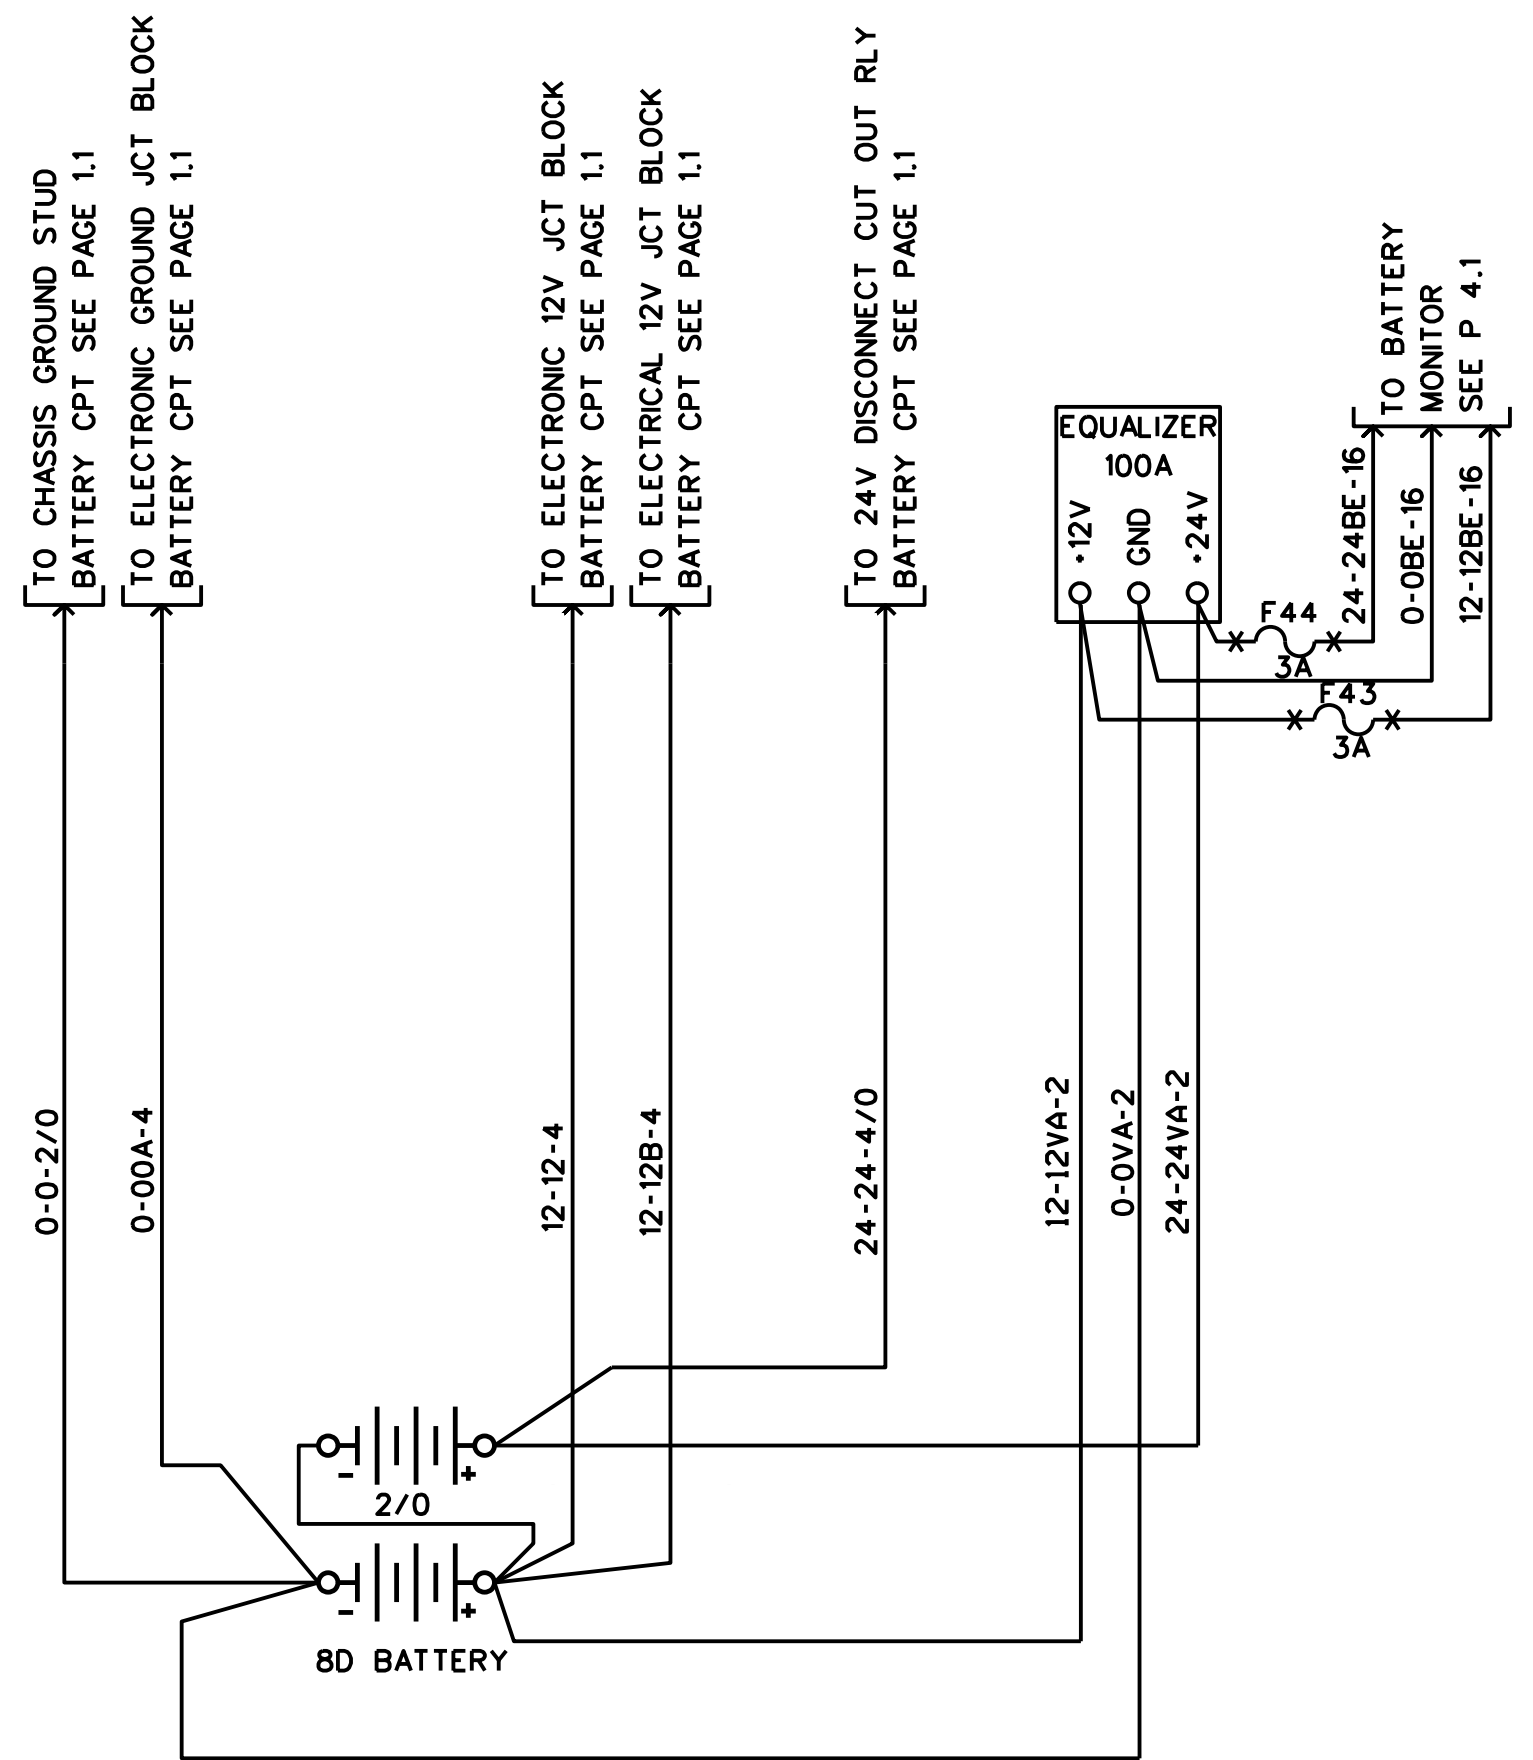 TO CHASSIS GROUND STUD
BATTERY CPT SEE PAGE 1.1
TO ELECTRONIC GROUND JCT BLOCK
BATTERY CPT SEE PAGE 1.1
TO ELECTRONIC 12V JCT BLOCK
BATTERY CPT SEE PAGE 1.1
TO ELECTRICAL 12V JCT BLOCK
BATTERY CPT SEE PAGE 1.1
TO 24V DISCONNECT CUT OUT RLY
BATTERY CPT SEE PAGE 1.1
EQUALIZER
100A
+12V
GND
+24V
TO BATTERY
MONITOR
SEE P 4.1
24-24BE-16
0-0BE-16
12-12BE-16
F44
3A
F43
3A
0-0-2/0
0-00A-4
12-12-4
12-12B-4
24-24-4/0
12-12VA-2
0-0VA-2
24-24VA-2
- +
2/0
- +
8D BATTERY